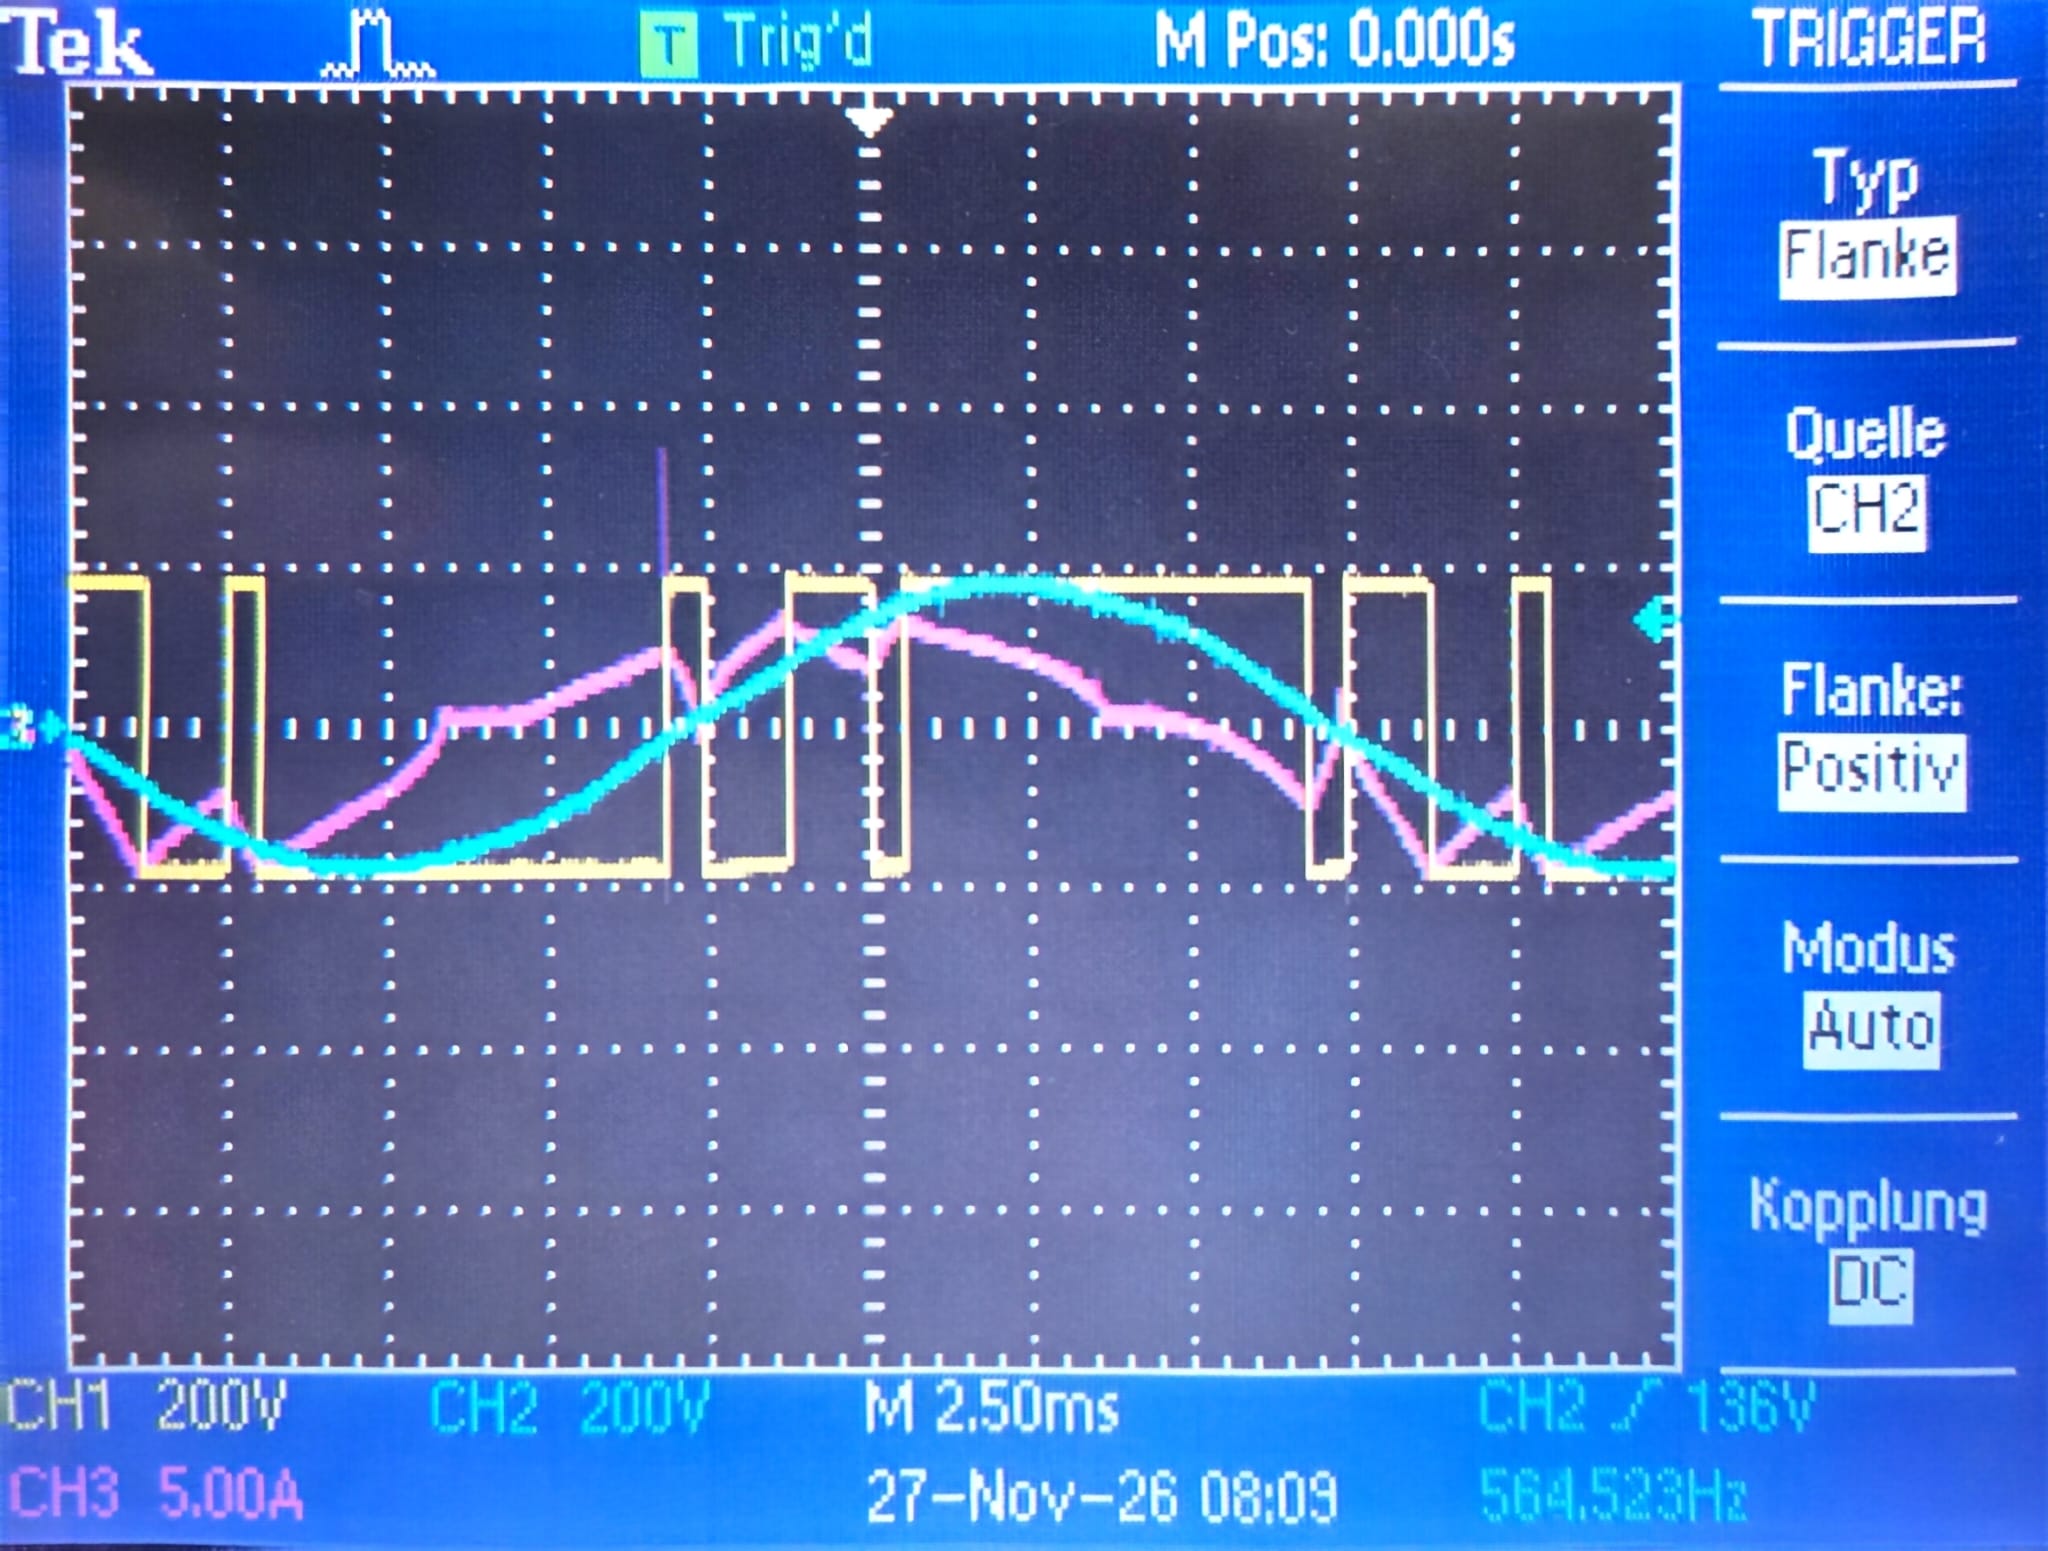 Tek T Trig'd M Pos: 0.000s TRIGGER
Typ
Flanke
Quelle
CH2
Flanke:
Positiv
Modus
Auto
Kopplung
DC
CH1 200V CH2 200V M 2.50ms CH2 136V
CH3 5.00A 27-Nov-26 08:09 564.523Hz